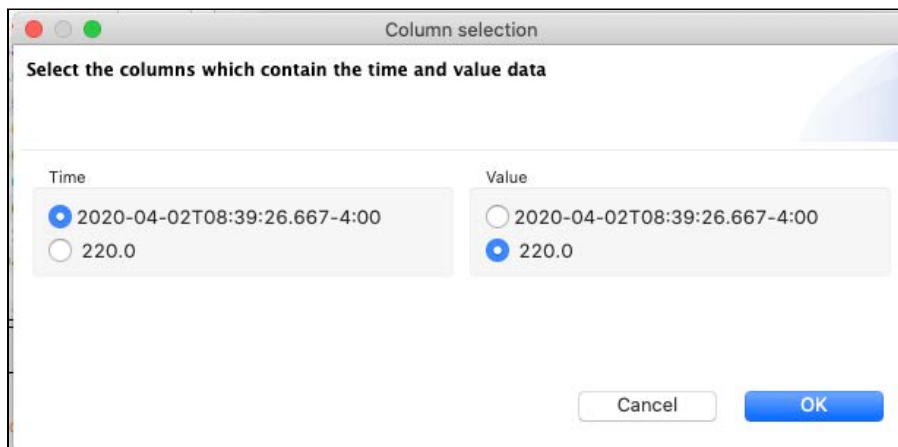 Column selection
Select the columns which contain the time and value data
Time
2020-04-02T08:39:26.667-4:00
220.0
Value
2020-04-02T08:39:26.667-4:00
220.0
Cancel
OK